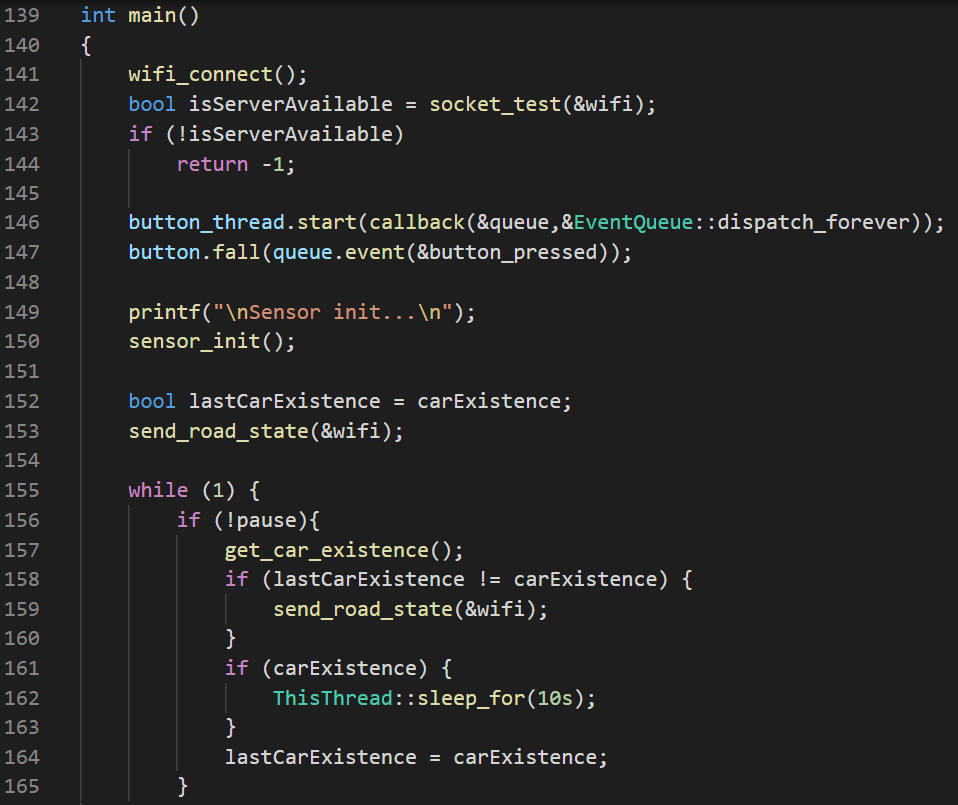 139 int main()
140 {
141     wifi_connect();
142     bool isServerAvailable = socket_test(&wifi);
143     if (!isServerAvailable)
144         return -1;
145
146     button_thread.start(callback(&queue,&EventQueue::dispatch_forever));
147     button.fall(queue.event(&button_pressed));
148
149     printf("\nSensor init...\n");
150     sensor_init();
151
152     bool lastCarExistence = carExistence;
153     send_road_state(&wifi);
154
155     while (1) {
156         if (!pause){
157             get_car_existence();
158             if (lastCarExistence != carExistence) {
159                 send_road_state(&wifi);
160             }
161             if (carExistence) {
162                 ThisThread::sleep_for(10s);
163             }
164             lastCarExistence = carExistence;
165         }